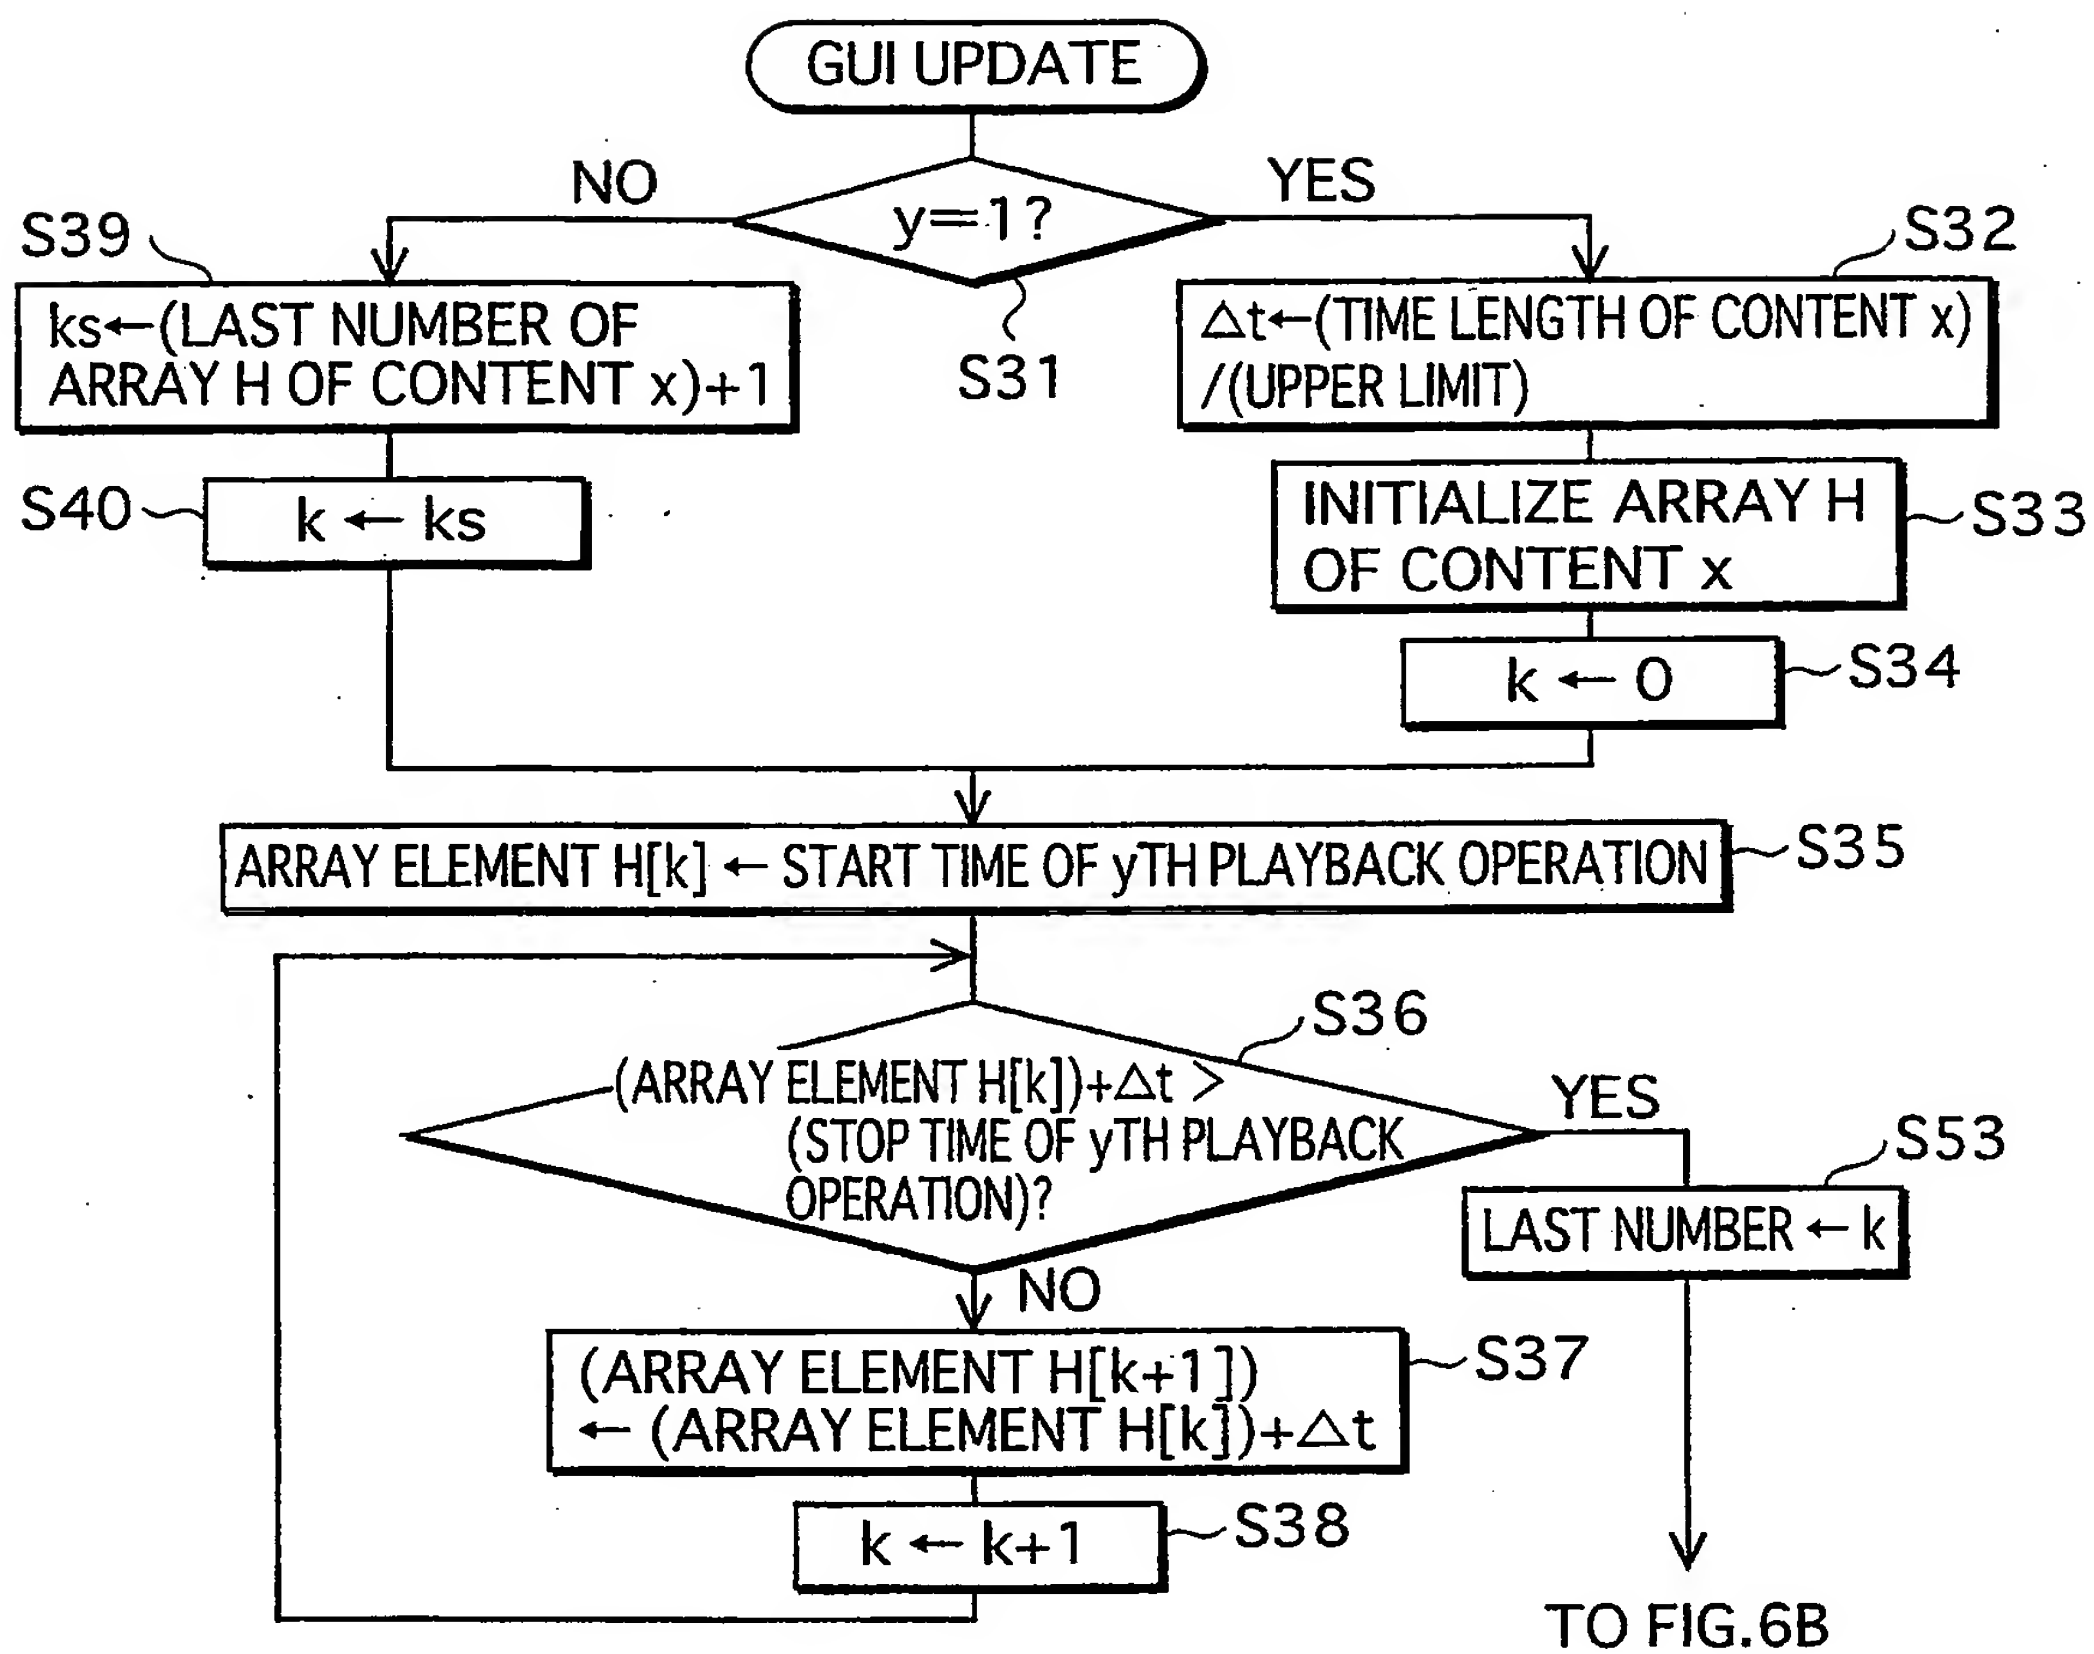 GUI UPDATE
NO
YES
y=1?
S31
S39
ks←(LAST NUMBER OF
ARRAY H OF CONTENT x)+1
S40
k ← ks
S32
△t←(TIME LENGTH OF CONTENT x)
/(UPPER LIMIT)
INITIALIZE ARRAY H
OF CONTENT x
S33
k ← 0
S34
ARRAY ELEMENT H[k] ← START TIME OF yTH PLAYBACK OPERATION
S35
S36
(ARRAY ELEMENT H[k])+△t >
(STOP TIME OF yTH PLAYBACK
OPERATION)?
YES
S53
LAST NUMBER ← k
NO
(ARRAY ELEMENT H[k+1])
← (ARRAY ELEMENT H[k])+△t
S37
k ← k+1
S38
TO FIG.6B